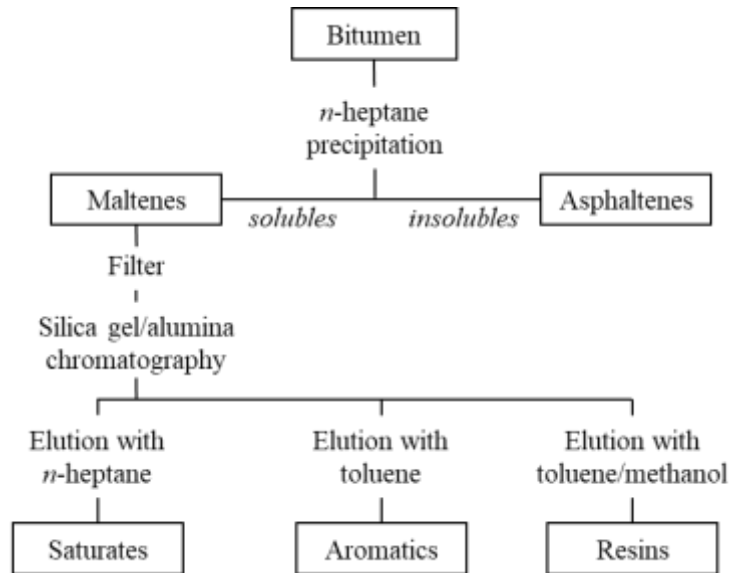 Bitumen
n-heptane
precipitation
Maltenes
solubles
insolubles
Asphaltenes
Filter
Silica gel/alumina
chromatography
Elution with
n-heptane
Elution with
toluene
Elution with
toluene/methanol
Saturates
Aromatics
Resins